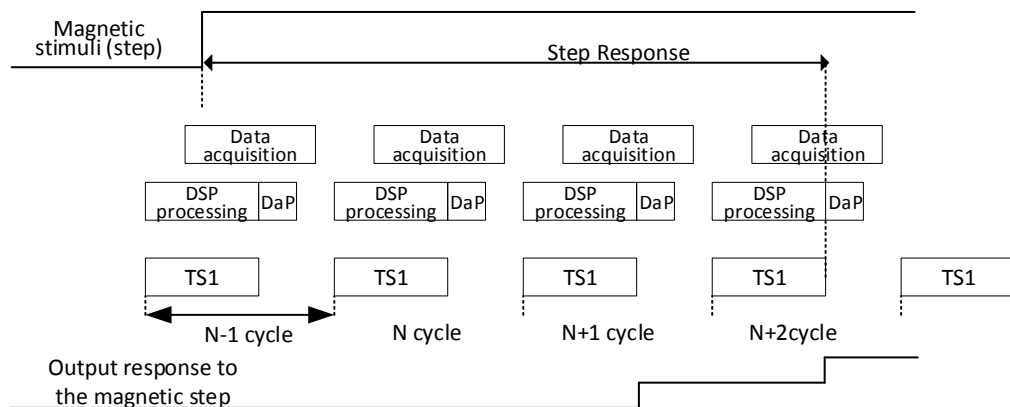 Magnetic
stimuli (step)
Step Response
Data
acquisition
Data
acquisition
Data
acquisition
Data
acquisition
DSP
processing
DaP
DSP
processing
DaP
DSP
processing
DaP
DSP
processing
DaP
TS1
TS1
TS1
TS1
TS1
N-1 cycle
N cycle
N+1 cycle
N+2cycle
Output response to
the magnetic step